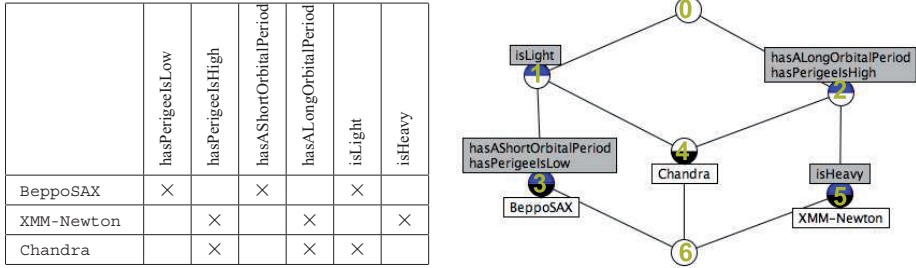 hasPerigeeIsLow
hasPerigeeIsHigh
hasAShortOrbitalPeriod
hasALongOrbitalPeriod
isLight
isHeavy
BeppoSAX × × ×
XMM-Newton × × ×
Chandra × × ×
0
isLight
1
hasALongOrbitalPeriod
hasPerigeeIsHigh
2
hasAShortOrbitalPeriod
hasPerigeeIsLow
3
BeppoSAX
4
Chandra
isHeavy
5
XMM-Newton
6